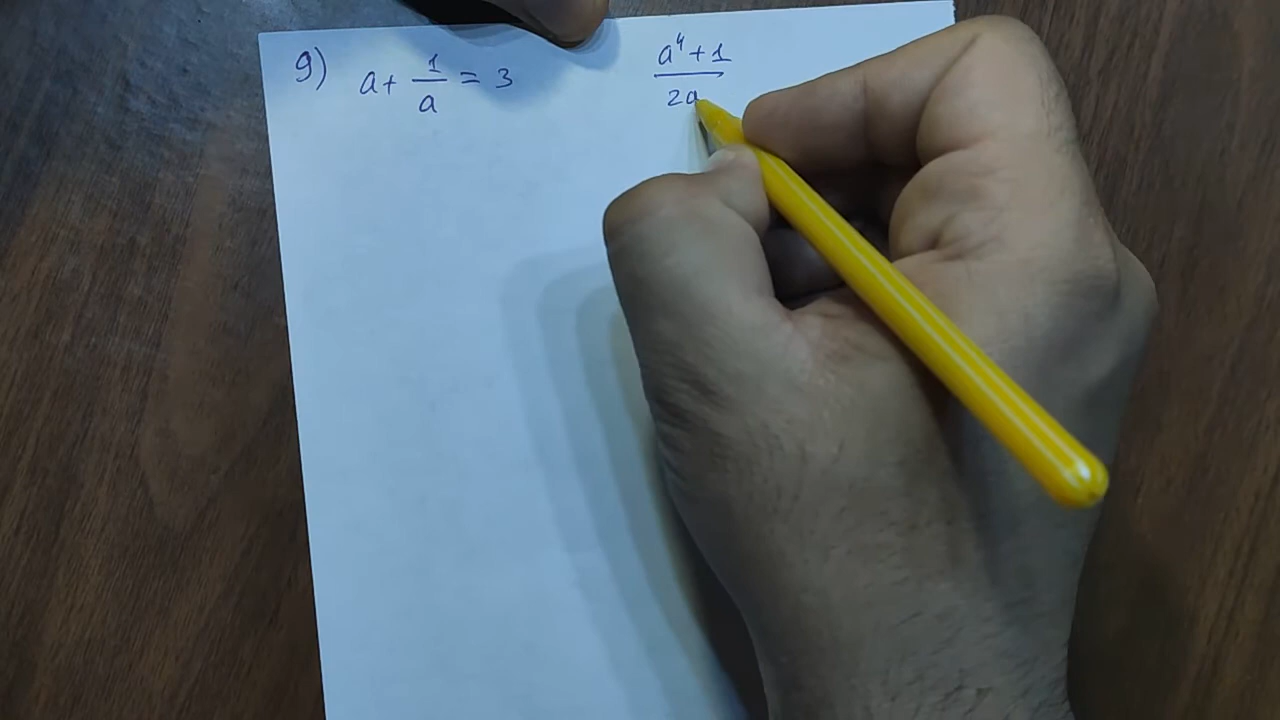 9) a + 1/a = 3
a⁴ + 1 / 2a